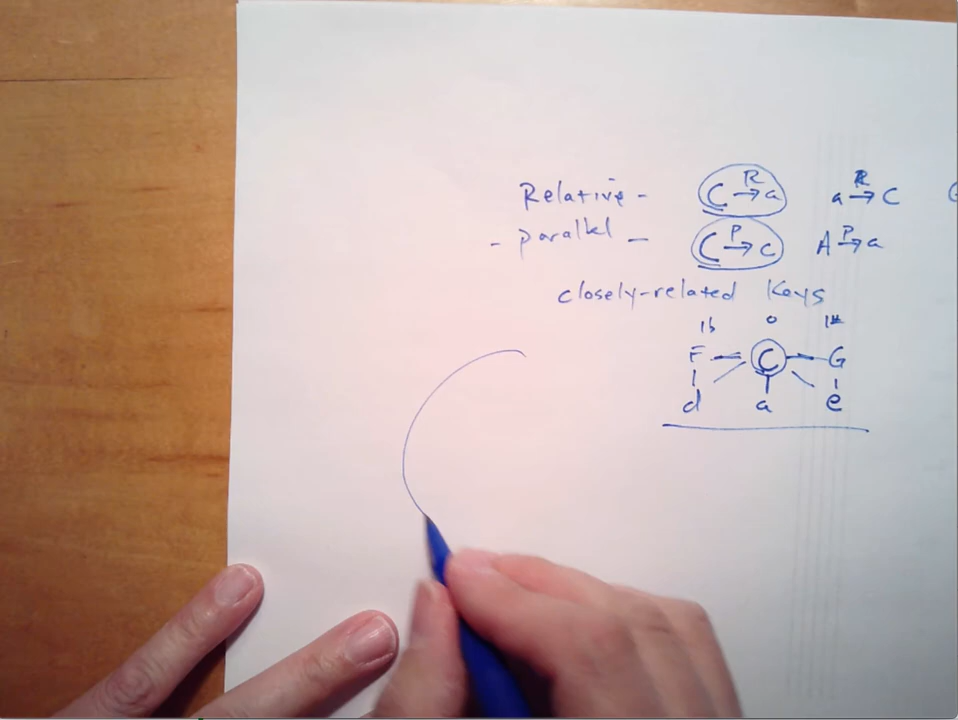 Relative - C R→ a a R→ C
- parallel - C P→ c A P→ a
closely-related Keys
1b 0 1#
F C G
d a e